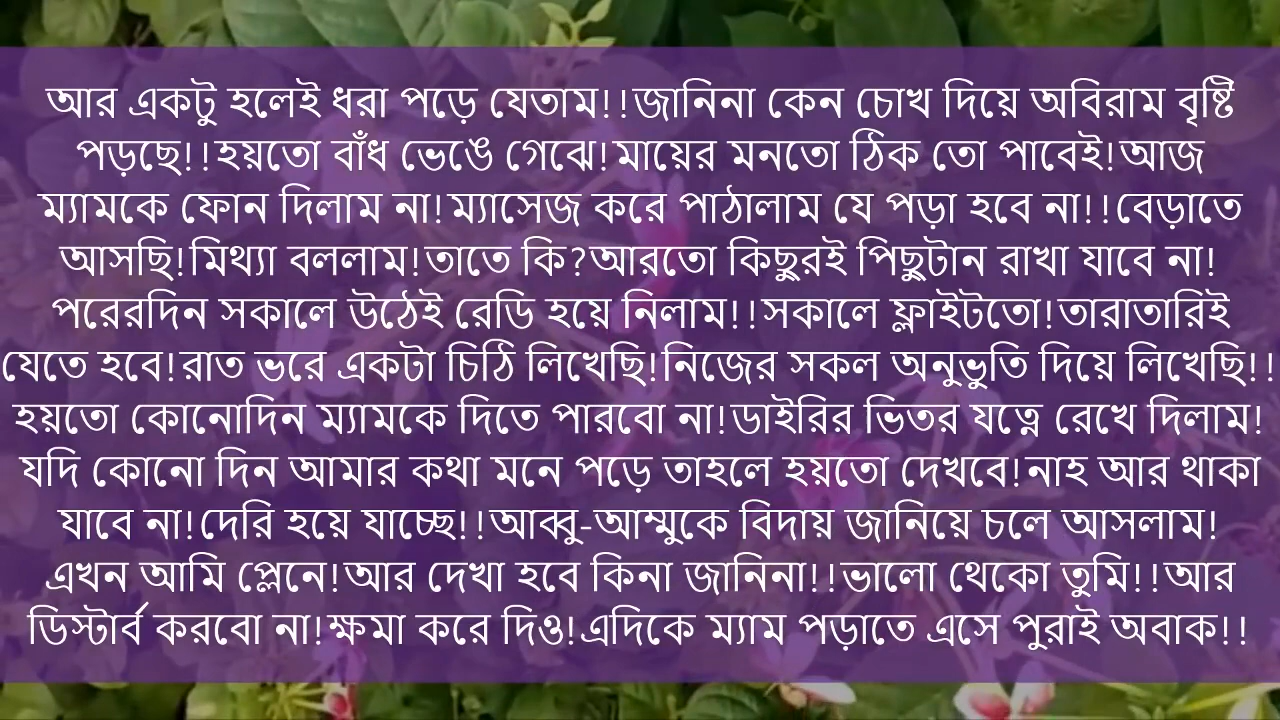 আর একটু হলেই ধরা পড়ে যেতাম!!জানিনা কেন চোখ দিয়ে অবিরাম বৃষ্টি
পড়ছে!!হয়তো বাঁধ ভেঙে গেঝে!মায়ের মনতো ঠিক তো পাবেই!আজ
ম্যামকে ফোন দিলাম না!ম্যাসেজ করে পাঠালাম যে পড়া হবে না!!বেড়াতে
আসছি!মিথ্যা বললাম!তাতে কি?আরতো কিছুরই পিছুটান রাখা যাবে না!
পরেরদিন সকালে উঠেই রেডি হয়ে নিলাম!!সকালে ফ্লাইটতো!তারাতারিই
যেতে হবে!রাত ভরে একটা চিঠি লিখেছি!নিজের সকল অনুভুতি দিয়ে লিখেছি!!
হয়তো কোনোদিন ম্যামকে দিতে পারবো না!ডাইরির ভিতর যত্নে রেখে দিলাম!
যদি কোনো দিন আমার কথা মনে পড়ে তাহলে হয়তো দেখবে!নাহ আর থাকা
যাবে না!দেরি হয়ে যাচ্ছে!!আব্বু-আম্মুকে বিদায় জানিয়ে চলে আসলাম!
এখন আমি প্লেনে!আর দেখা হবে কিনা জানিনা!!ভালো থেকো তুমি!!আর
ডিস্টার্ব করবো না!ক্ষমা করে দিও!এদিকে ম্যাম পড়াতে এসে পুরাই অবাক!!